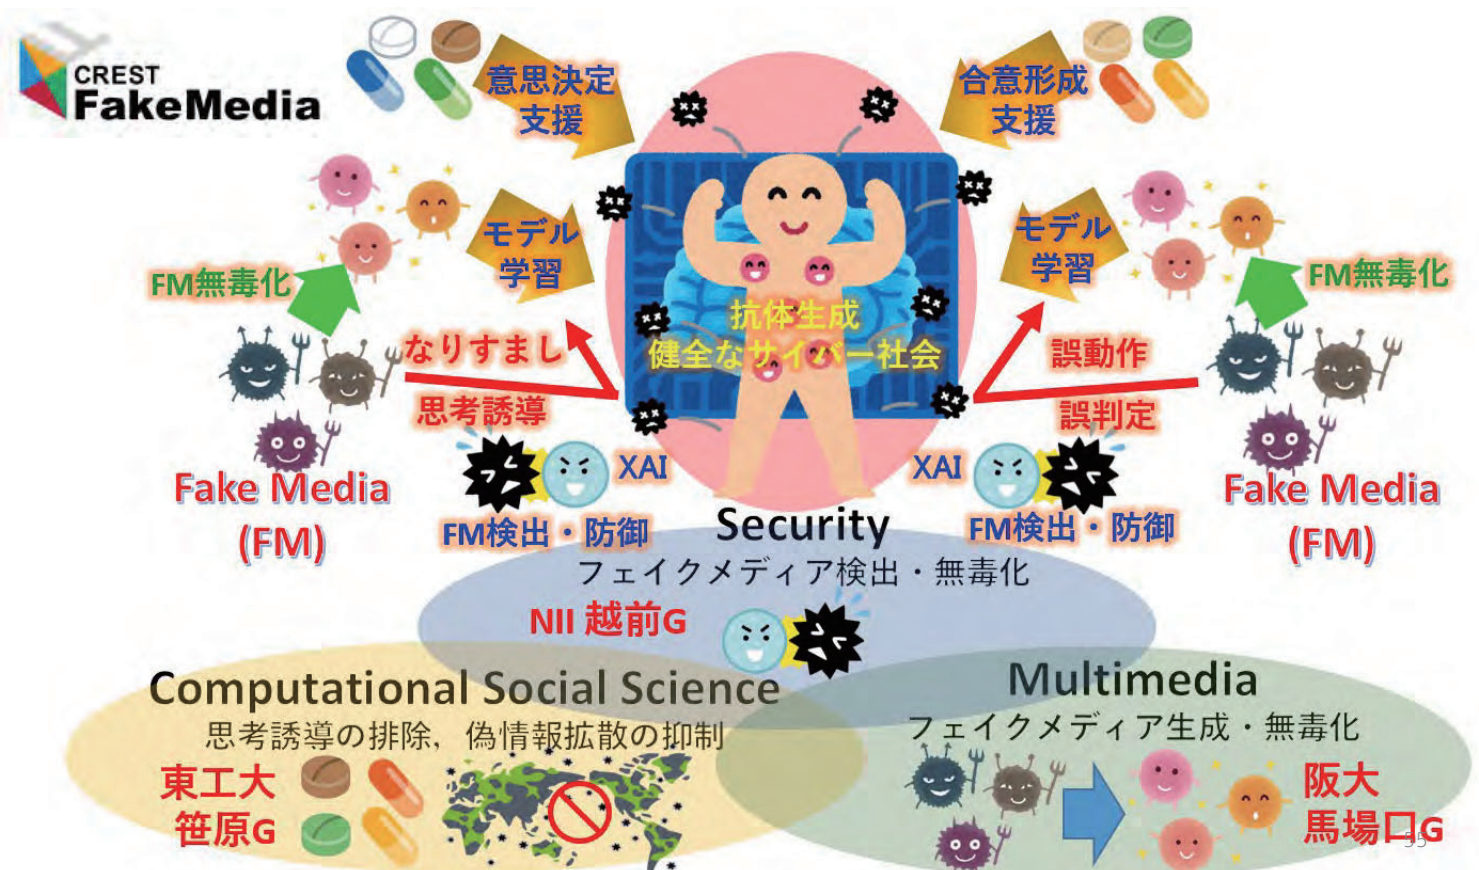 CREST
FakeMedia
意思決定
支援
合意形成
支援
モデル
学習
モデル
学習
FM無毒化
FM無毒化
抗体生成
健全なサイバー社会
なりすまし
思考誘導
誤動作
誤判定
XAI
XAI
Fake Media
(FM)
Fake Media
(FM)
FM検出・防御
FM検出・防御
Security
フェイクメディア検出・無毒化
NII 越前G
Computational Social Science
思考誘導の排除，偽情報拡散の抑制
東工大
笹原G
Multimedia
フェイクメディア生成・無毒化
阪大
馬場口G
55